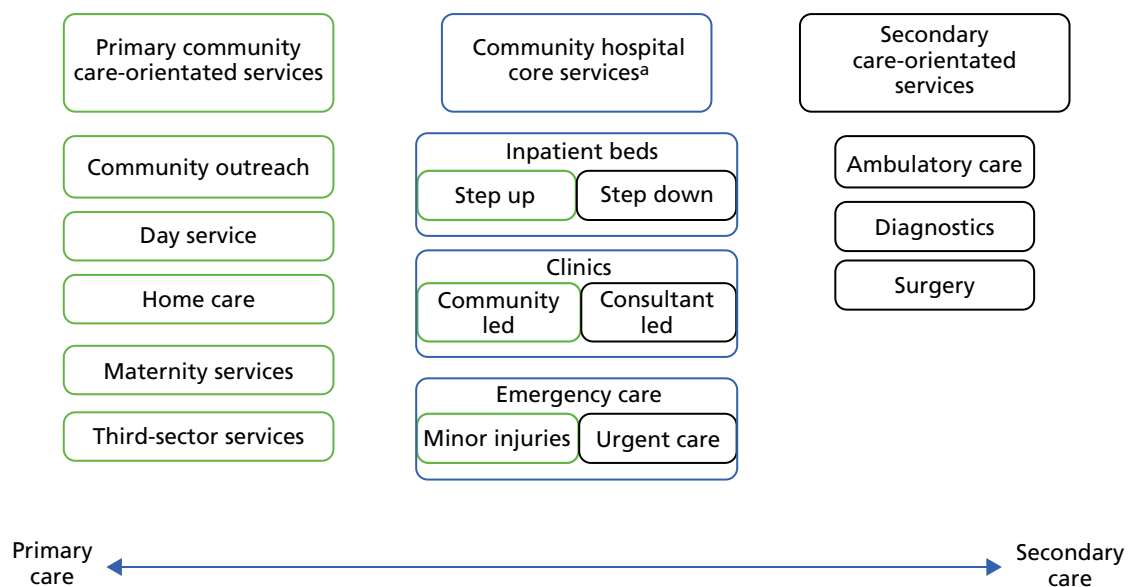 Primary community
care-orientated services
Community outreach
Day service
Home care
Maternity services
Third-sector services
Community hospital
core servicesa
Inpatient beds
Step up
Step down
Clinics
Community
led
Consultant
led
Emergency care
Minor injuries
Urgent care
Secondary
care-orientated
services
Ambulatory care
Diagnostics
Surgery
Primary
care
Secondary
care